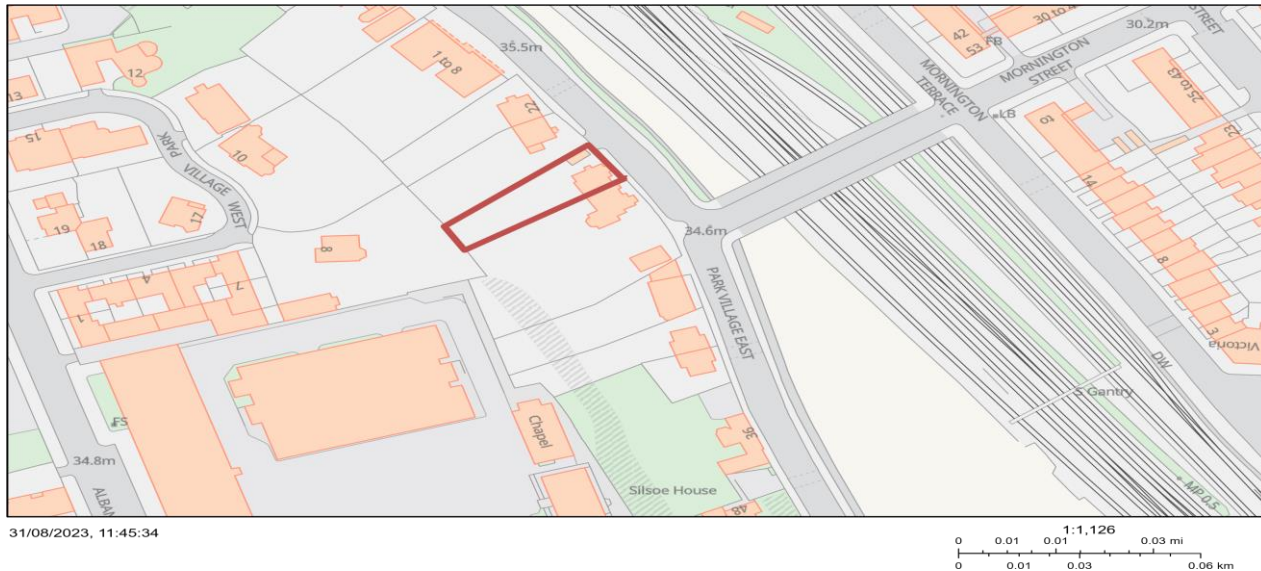 12
13
15
PARK
VILLAGE
WEST
10
17
19
18
8
4
7
1
1 to 8
35.5m
22
34.6m
PARK VILLAGE EAST
MORNINGTON
TERRACE
MORNINGTON
STREET
STREET
30.2m
42
53
FB
LB
25 to 43
23
14
8
3
Victoria
DW
S Gantry
MP 0.5
36
48
Silsoe House
Chapel
FS
34.8m
ALBAN
31/08/2023, 11:45:34
1:1,126
0 0.01 0.01 0.03 mi
0 0.01 0.03 0.06 km